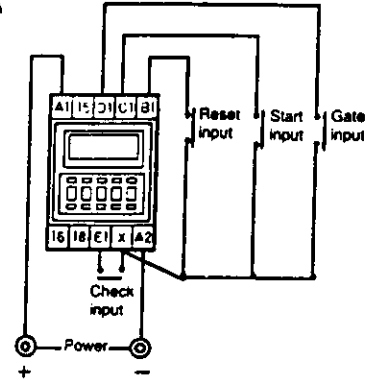 A1 15 D1 C1 B1
Reset input
Start input
Gate input
16 18 E1 X A2
Check input
Power
+ −